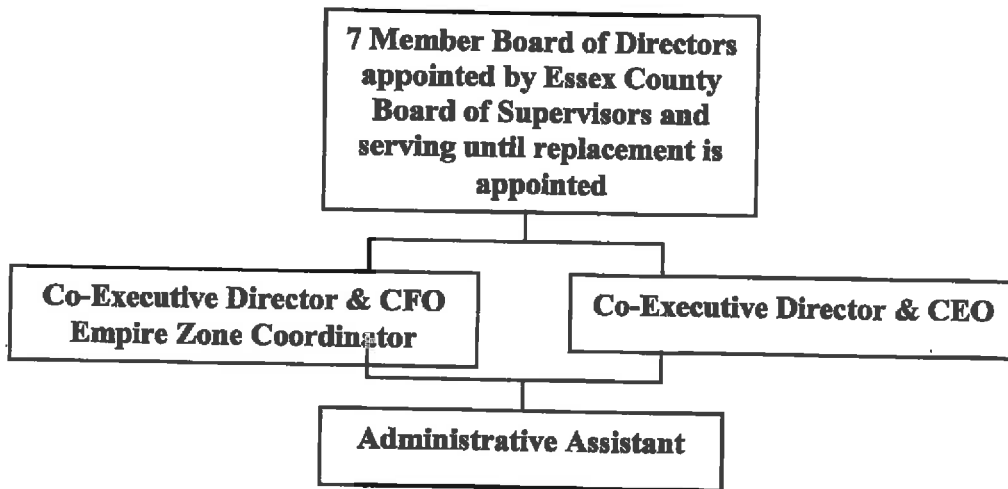 7 Member Board of Directors
appointed by Essex County
Board of Supervisors and
serving until replacement is
appointed
Co-Executive Director & CFO
Empire Zone Coordinator
Co-Executive Director & CEO
Administrative Assistant